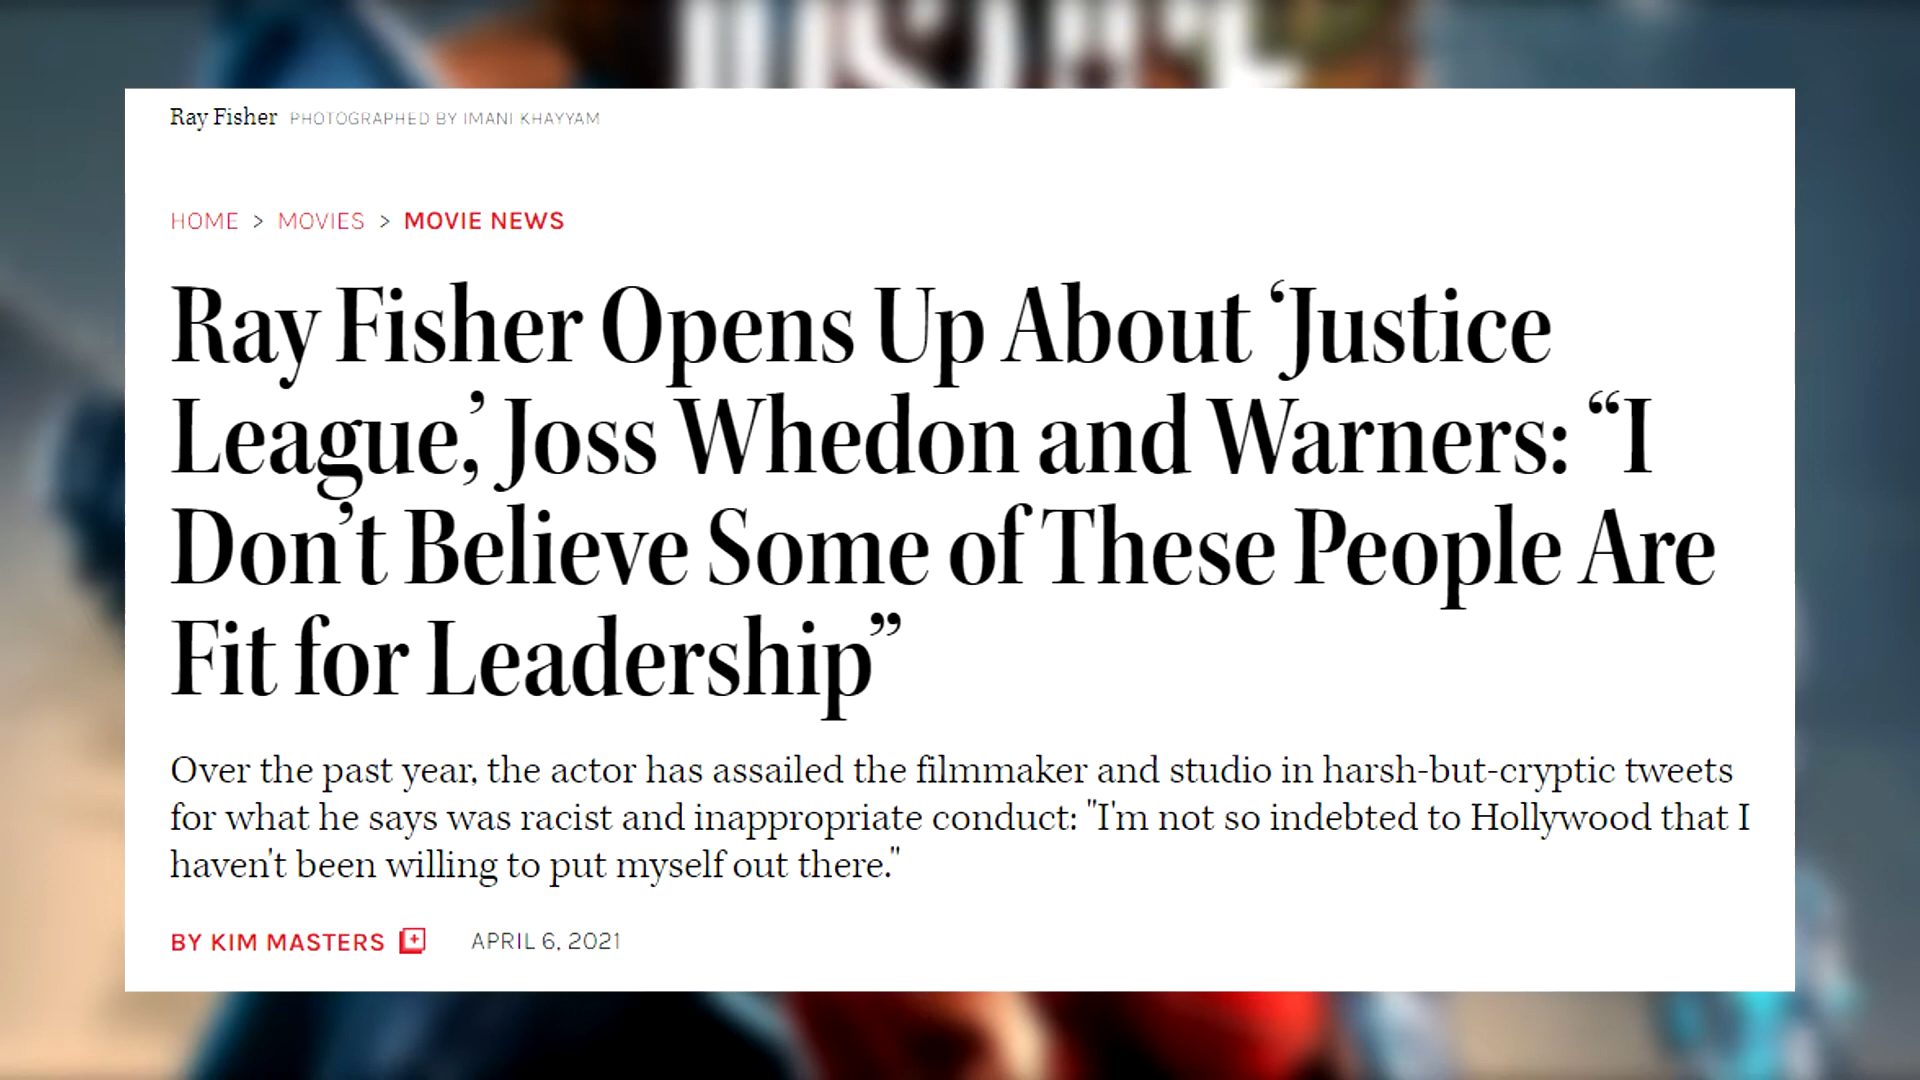 Ray Fisher PHOTOGRAPHED BY IMANI KHAYYAM
HOME > MOVIES > MOVIE NEWS
Ray Fisher Opens Up About ‘Justice
League,’ Joss Whedon and Warners: “I
Don’t Believe Some of These People Are
Fit for Leadership”
Over the past year, the actor has assailed the filmmaker and studio in harsh-but-cryptic tweets
for what he says was racist and inappropriate conduct: "I'm not so indebted to Hollywood that I
haven't been willing to put myself out there."
BY KIM MASTERS APRIL 6, 2021